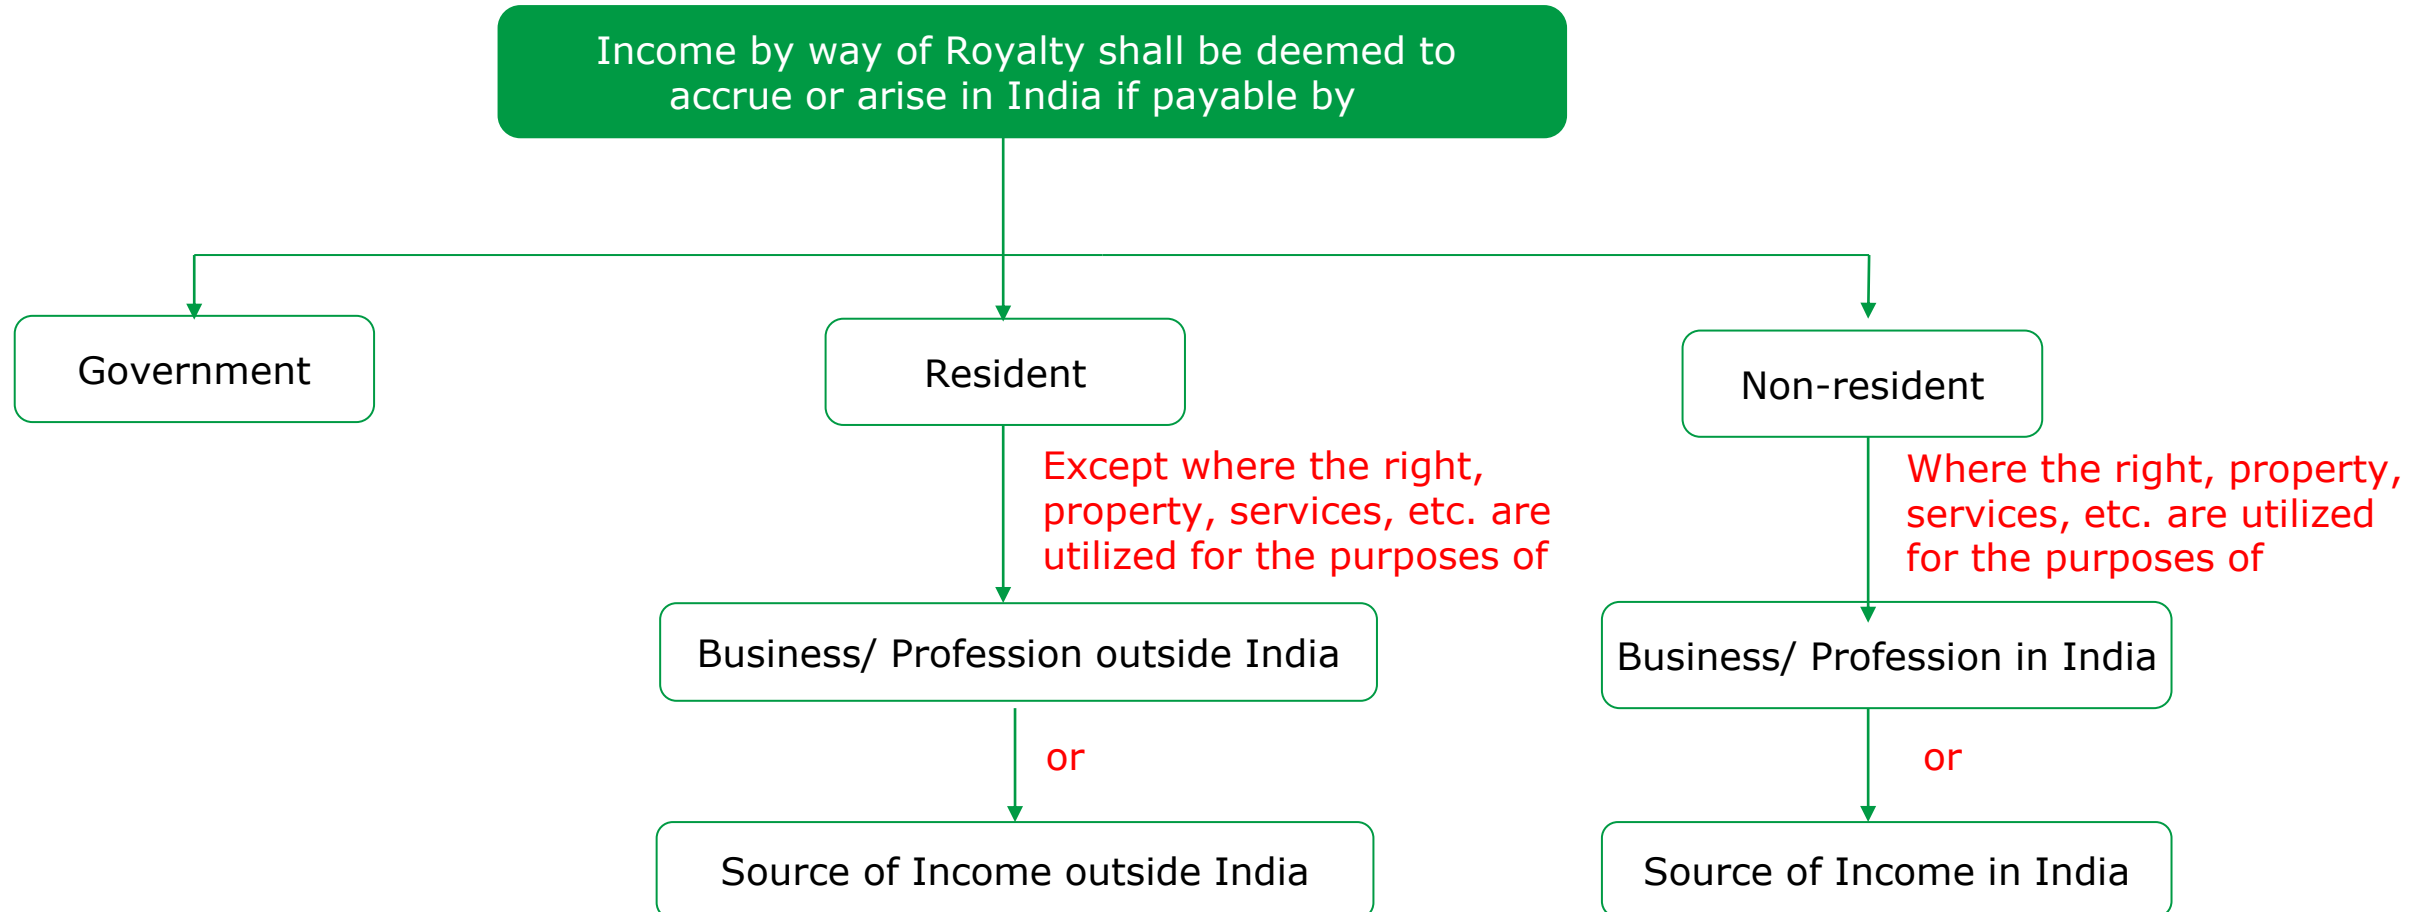 Income by way of Royalty shall be deemed to
accrue or arise in India if payable by
Government
Resident
Non-resident
Except where the right,
property, services, etc. are
utilized for the purposes of
Where the right, property,
services, etc. are utilized
for the purposes of
Business/ Profession outside India
Business/ Profession in India
or
or
Source of Income outside India
Source of Income in India